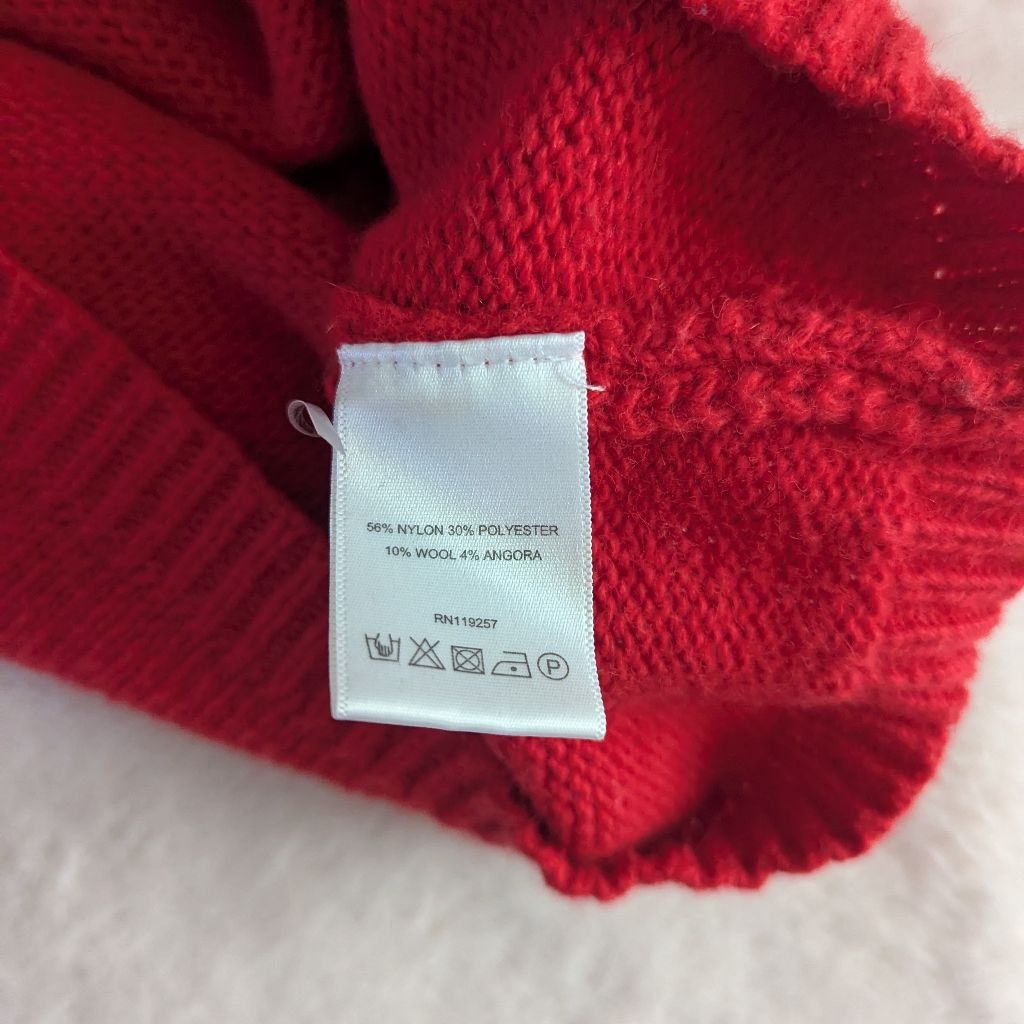 56% NYLON 30% POLYESTER
10% WOOL 4% ANGORA
RN119257
P